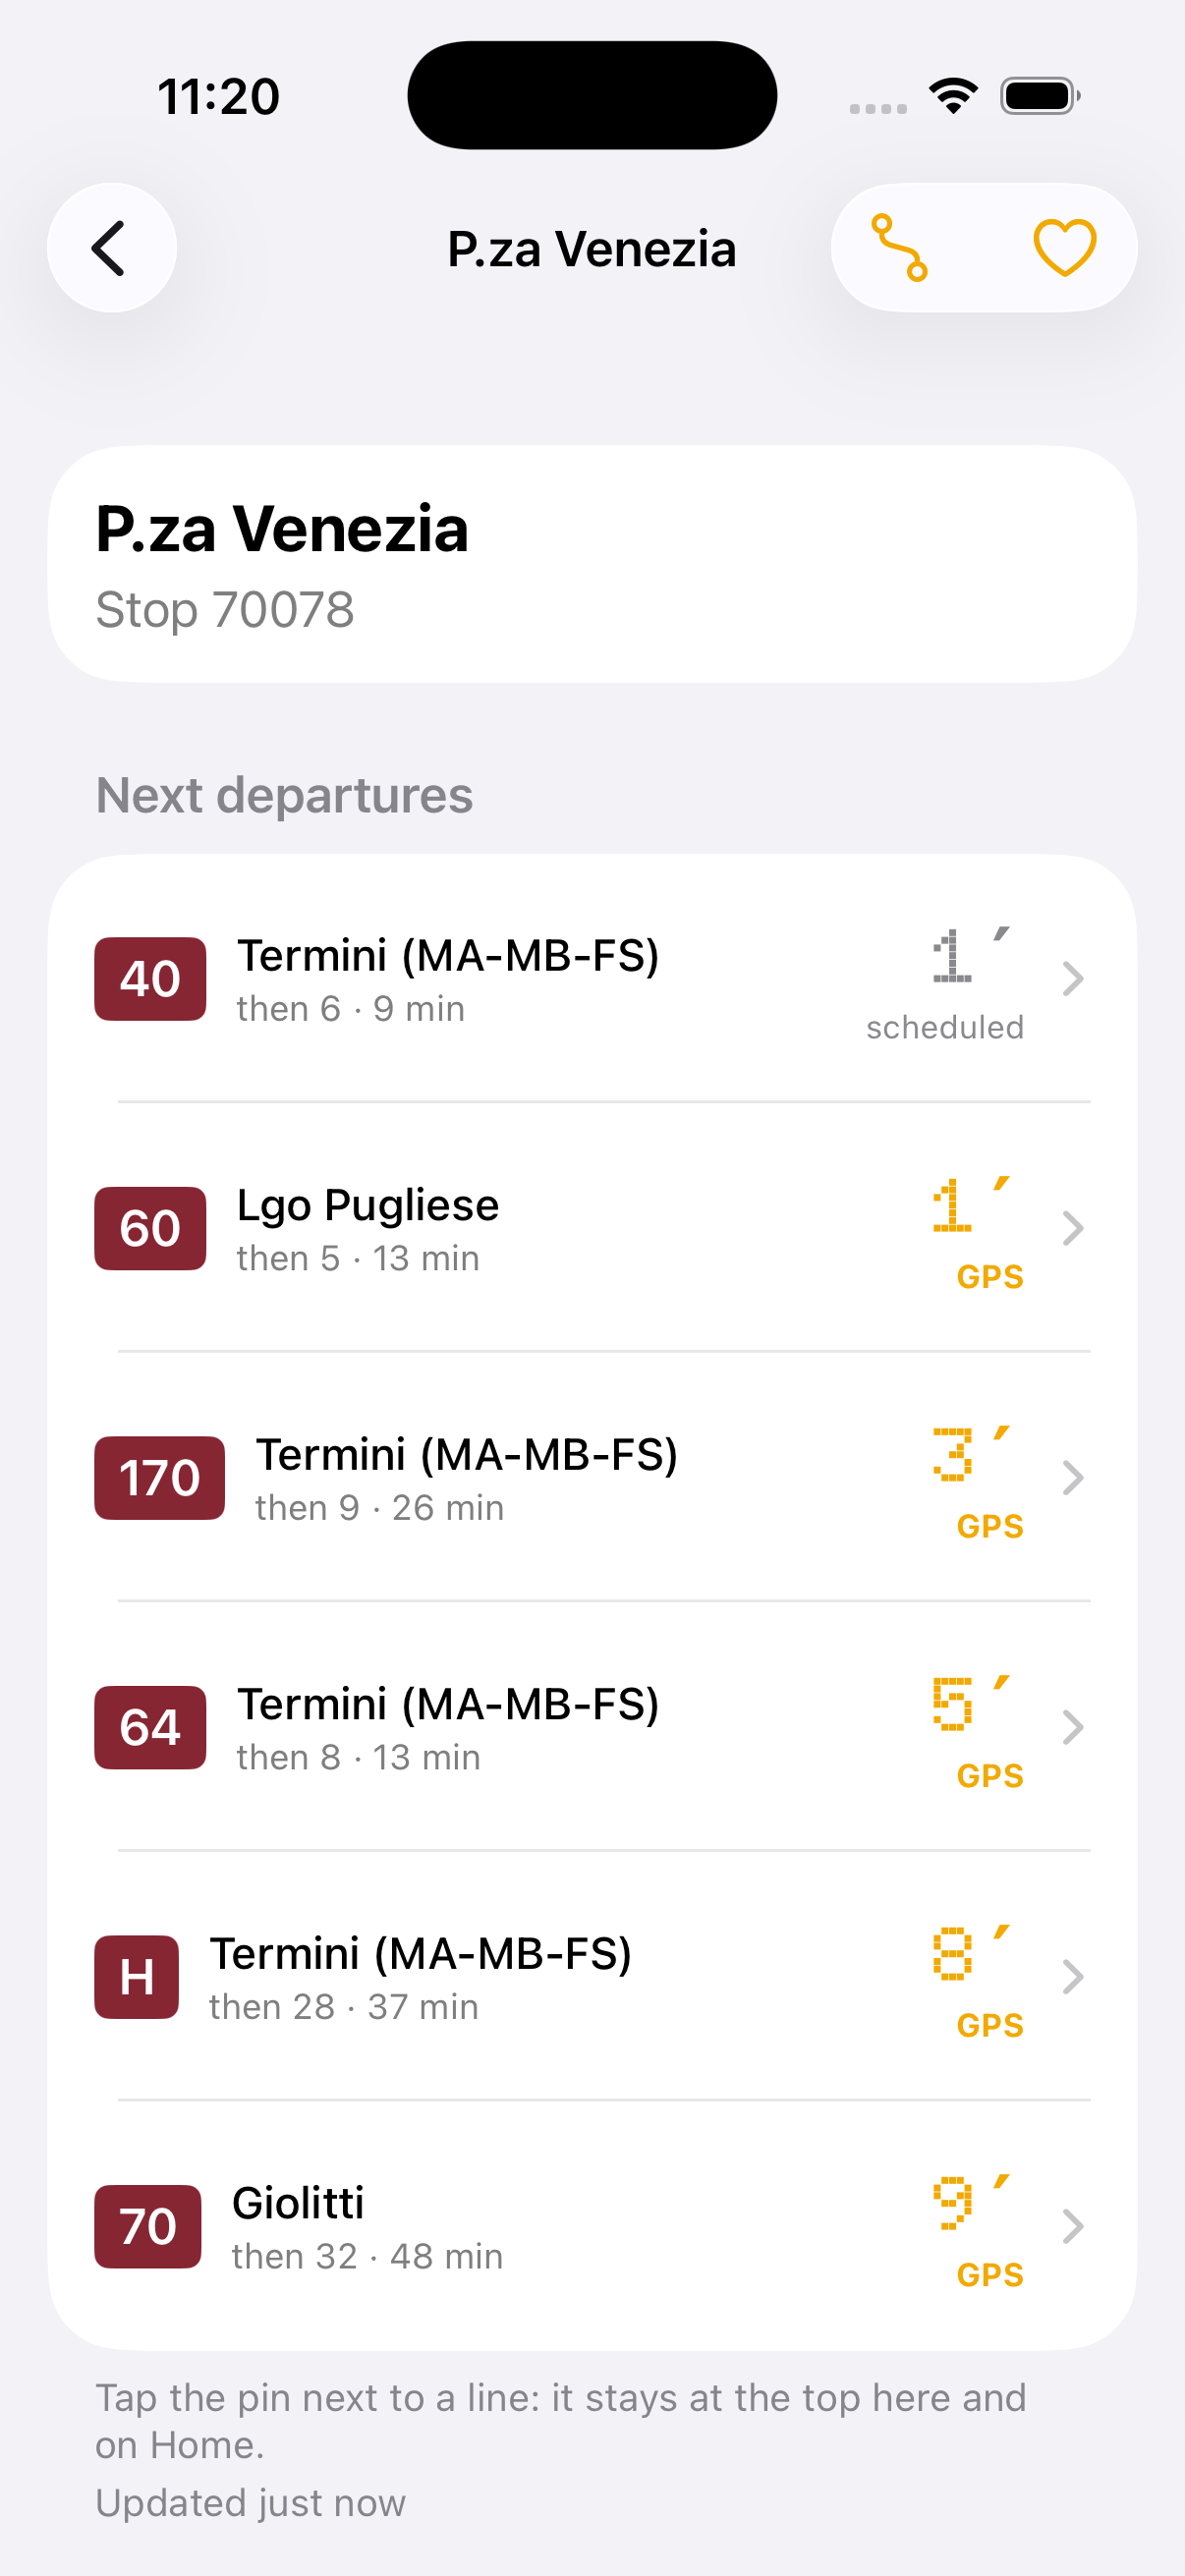 11:20
P.za Venezia
P.za Venezia
Stop 70078
Next departures
40 Termini (MA-MB-FS) 1′
then 6 · 9 min
scheduled
60 Lgo Pugliese 1′
then 5 · 13 min
GPS
170 Termini (MA-MB-FS) 3′
then 9 · 26 min
GPS
64 Termini (MA-MB-FS) 5′
then 8 · 13 min
GPS
H Termini (MA-MB-FS) 8′
then 28 · 37 min
GPS
70 Giolitti 9′
then 32 · 48 min
GPS
Tap the pin next to a line: it stays at the top here and
on Home.
Updated just now